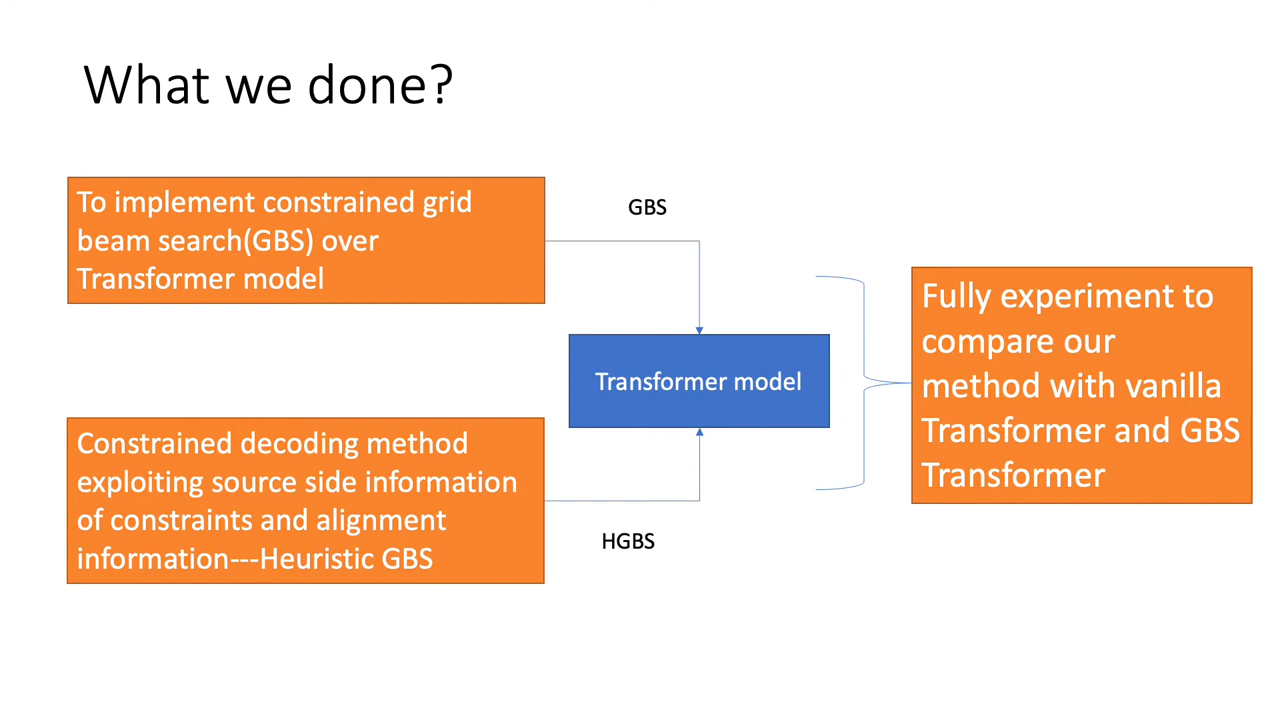 What we done?
To implement constrained grid
beam search(GBS) over
Transformer model
GBS
Transformer model
Constrained decoding method
exploiting source side information
of constraints and alignment
information---Heuristic GBS
HGBS
Fully experiment to
compare our
method with vanilla
Transformer and GBS
Transformer